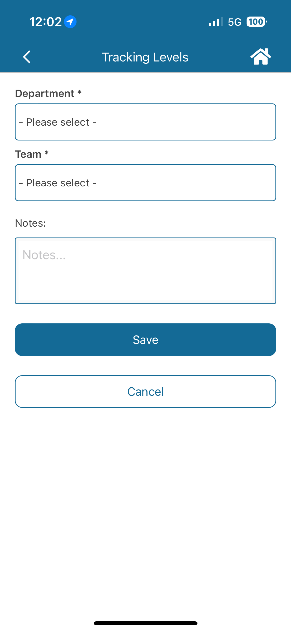 12:02 5G 100
Tracking Levels
Department *
- Please select -
Team *
- Please select -
Notes:
Notes...
Save
Cancel